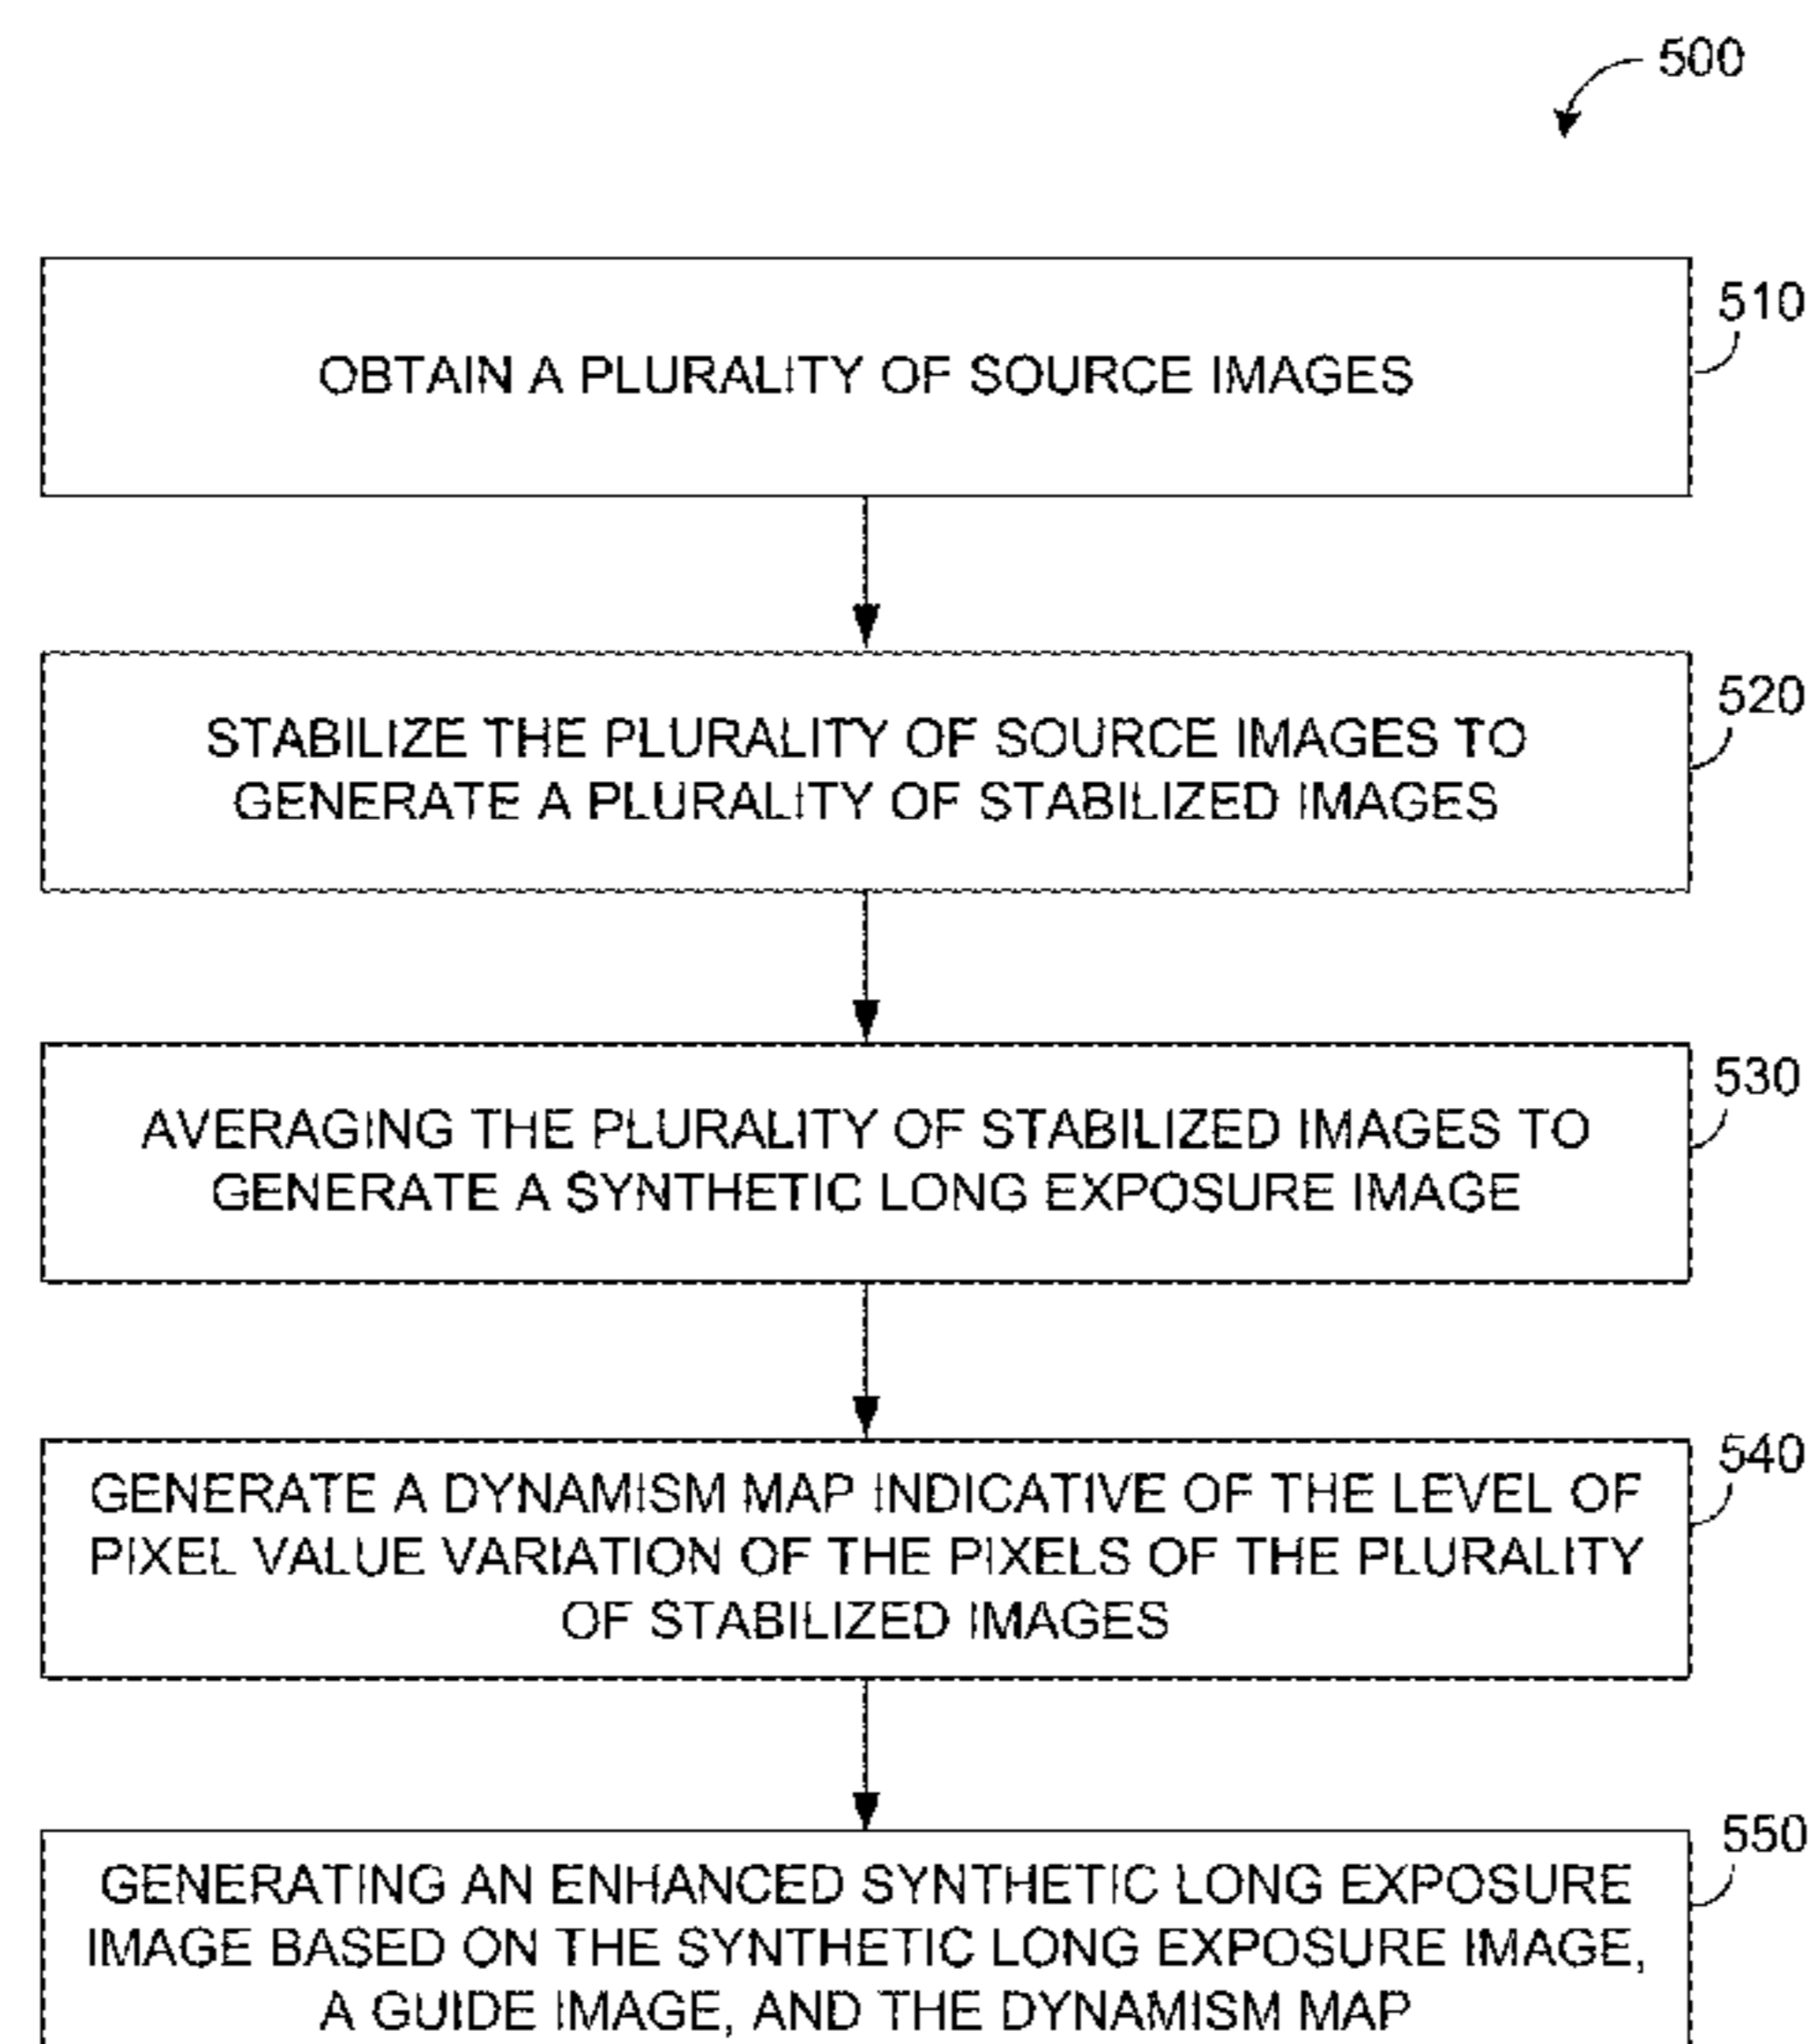 500
510
OBTAIN A PLURALITY OF SOURCE IMAGES
520
STABILIZE THE PLURALITY OF SOURCE IMAGES TO
GENERATE A PLURALITY OF STABILIZED IMAGES
530
AVERAGING THE PLURALITY OF STABILIZED IMAGES TO
GENERATE A SYNTHETIC LONG EXPOSURE IMAGE
540
GENERATE A DYNAMISM MAP INDICATIVE OF THE LEVEL OF
PIXEL VALUE VARIATION OF THE PIXELS OF THE PLURALITY
OF STABILIZED IMAGES
550
GENERATING AN ENHANCED SYNTHETIC LONG EXPOSURE
IMAGE BASED ON THE SYNTHETIC LONG EXPOSURE IMAGE,
A GUIDE IMAGE, AND THE DYNAMISM MAP